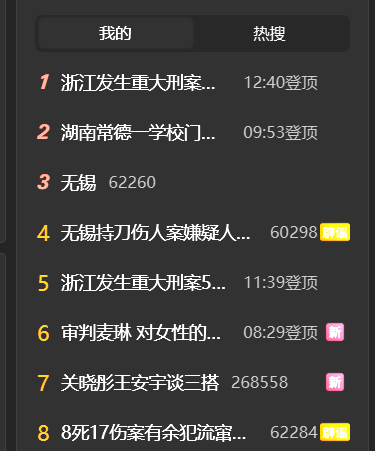 我的 热搜
1 浙江发生重大刑案... 12:40登顶
2 湖南常德一学校门... 09:53登顶
3 无锡 62260
4 无锡持刀伤人案嫌疑人... 60298 辟谣
5 浙江发生重大刑案5... 11:39登顶
6 审判麦琳 对女性的... 08:29登顶 新
7 关晓彤王安宇谈三搭 268558 新
8 8死17伤案有余犯流窜... 62284 辟谣